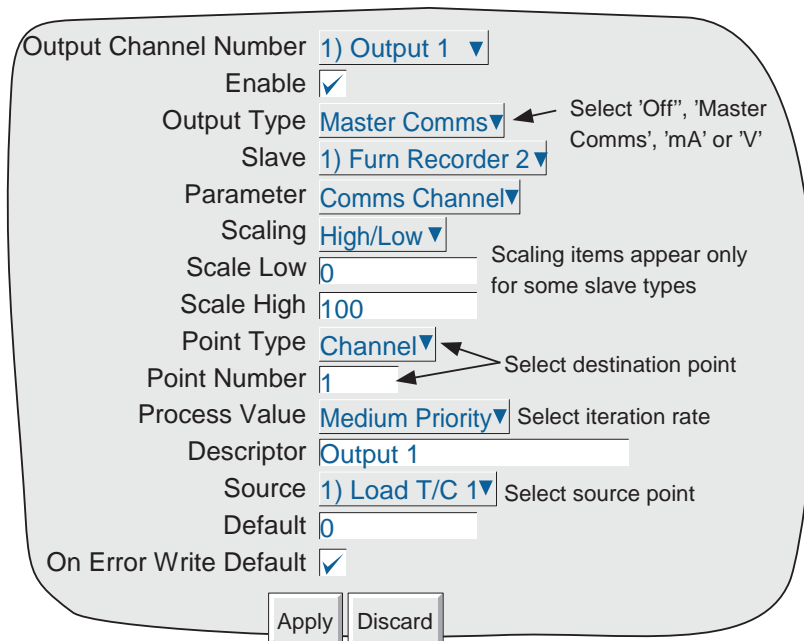 Output Channel Number 1) Output 1
Enable
Output Type Master Comms
Select 'Off'', 'Master
Comms', 'mA' or 'V'
Slave 1) Furn Recorder 2
Parameter Comms Channel
Scaling High/Low
Scaling items appear only
for some slave types
Scale Low 0
Scale High 100
Point Type Channel
Select destination point
Point Number 1
Process Value Medium Priority Select iteration rate
Descriptor Output 1
Source 1) Load T/C 1 Select source point
Default 0
On Error Write Default
Apply Discard